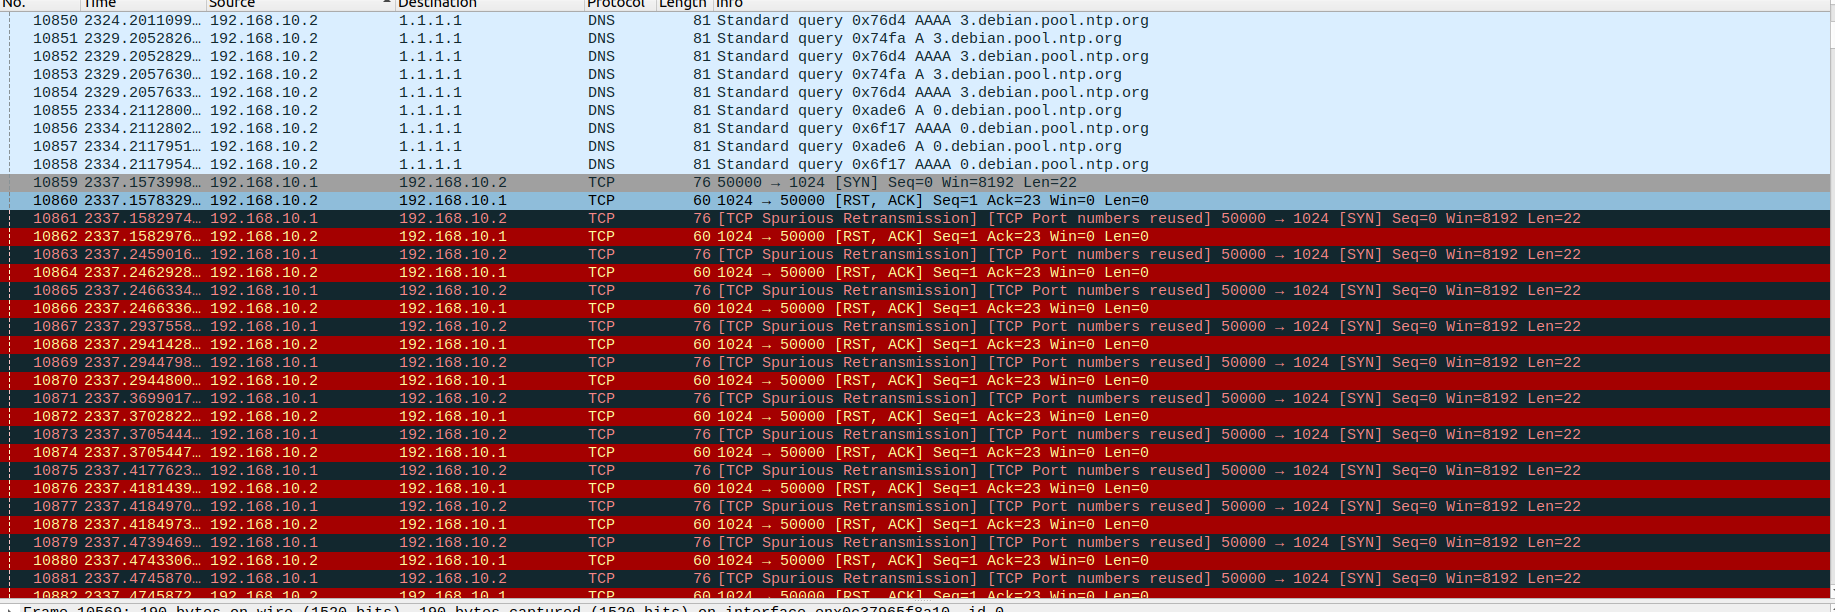 No. Time Source Destination Protocol Length Info
10850 2324.2011099… 192.168.10.2 1.1.1.1 DNS 81 Standard query 0x76d4 AAAA 3.debian.pool.ntp.org
10851 2329.2052826… 192.168.10.2 1.1.1.1 DNS 81 Standard query 0x74fa A 3.debian.pool.ntp.org
10852 2329.2052829… 192.168.10.2 1.1.1.1 DNS 81 Standard query 0x76d4 AAAA 3.debian.pool.ntp.org
10853 2329.2057630… 192.168.10.2 1.1.1.1 DNS 81 Standard query 0x74fa A 3.debian.pool.ntp.org
10854 2329.2057633… 192.168.10.2 1.1.1.1 DNS 81 Standard query 0x76d4 AAAA 3.debian.pool.ntp.org
10855 2334.2112800… 192.168.10.2 1.1.1.1 DNS 81 Standard query 0xade6 A 0.debian.pool.ntp.org
10856 2334.2112802… 192.168.10.2 1.1.1.1 DNS 81 Standard query 0x6f17 AAAA 0.debian.pool.ntp.org
10857 2334.2117951… 192.168.10.2 1.1.1.1 DNS 81 Standard query 0xade6 A 0.debian.pool.ntp.org
10858 2334.2117954… 192.168.10.2 1.1.1.1 DNS 81 Standard query 0x6f17 AAAA 0.debian.pool.ntp.org
10859 2337.1573998… 192.168.10.1 192.168.10.2 TCP 76 50000 → 1024 [SYN] Seq=0 Win=8192 Len=22
10860 2337.1578329… 192.168.10.2 192.168.10.1 TCP 60 1024 → 50000 [RST, ACK] Seq=1 Ack=23 Win=0 Len=0
10861 2337.1582974… 192.168.10.1 192.168.10.2 TCP 76 [TCP Spurious Retransmission] [TCP Port numbers reused] 50000 → 1024 [SYN] Seq=0 Win=8192 Len=22
10862 2337.1582976… 192.168.10.2 192.168.10.1 TCP 60 1024 → 50000 [RST, ACK] Seq=1 Ack=23 Win=0 Len=0
10863 2337.2459016… 192.168.10.1 192.168.10.2 TCP 76 [TCP Spurious Retransmission] [TCP Port numbers reused] 50000 → 1024 [SYN] Seq=0 Win=8192 Len=22
10864 2337.2462928… 192.168.10.2 192.168.10.1 TCP 60 1024 → 50000 [RST, ACK] Seq=1 Ack=23 Win=0 Len=0
10865 2337.2466334… 192.168.10.1 192.168.10.2 TCP 76 [TCP Spurious Retransmission] [TCP Port numbers reused] 50000 → 1024 [SYN] Seq=0 Win=8192 Len=22
10866 2337.2466336… 192.168.10.2 192.168.10.1 TCP 60 1024 → 50000 [RST, ACK] Seq=1 Ack=23 Win=0 Len=0
10867 2337.2937558… 192.168.10.1 192.168.10.2 TCP 76 [TCP Spurious Retransmission] [TCP Port numbers reused] 50000 → 1024 [SYN] Seq=0 Win=8192 Len=22
10868 2337.2941428… 192.168.10.2 192.168.10.1 TCP 60 1024 → 50000 [RST, ACK] Seq=1 Ack=23 Win=0 Len=0
10869 2337.2944798… 192.168.10.1 192.168.10.2 TCP 76 [TCP Spurious Retransmission] [TCP Port numbers reused] 50000 → 1024 [SYN] Seq=0 Win=8192 Len=22
10870 2337.2944800… 192.168.10.2 192.168.10.1 TCP 60 1024 → 50000 [RST, ACK] Seq=1 Ack=23 Win=0 Len=0
10871 2337.3699017… 192.168.10.1 192.168.10.2 TCP 76 [TCP Spurious Retransmission] [TCP Port numbers reused] 50000 → 1024 [SYN] Seq=0 Win=8192 Len=22
10872 2337.3702822… 192.168.10.2 192.168.10.1 TCP 60 1024 → 50000 [RST, ACK] Seq=1 Ack=23 Win=0 Len=0
10873 2337.3705444… 192.168.10.1 192.168.10.2 TCP 76 [TCP Spurious Retransmission] [TCP Port numbers reused] 50000 → 1024 [SYN] Seq=0 Win=8192 Len=22
10874 2337.3705447… 192.168.10.2 192.168.10.1 TCP 60 1024 → 50000 [RST, ACK] Seq=1 Ack=23 Win=0 Len=0
10875 2337.4177623… 192.168.10.1 192.168.10.2 TCP 76 [TCP Spurious Retransmission] [TCP Port numbers reused] 50000 → 1024 [SYN] Seq=0 Win=8192 Len=22
10876 2337.4181439… 192.168.10.2 192.168.10.1 TCP 60 1024 → 50000 [RST, ACK] Seq=1 Ack=23 Win=0 Len=0
10877 2337.4184970… 192.168.10.1 192.168.10.2 TCP 76 [TCP Spurious Retransmission] [TCP Port numbers reused] 50000 → 1024 [SYN] Seq=0 Win=8192 Len=22
10878 2337.4184973… 192.168.10.2 192.168.10.1 TCP 60 1024 → 50000 [RST, ACK] Seq=1 Ack=23 Win=0 Len=0
10879 2337.4739469… 192.168.10.1 192.168.10.2 TCP 76 [TCP Spurious Retransmission] [TCP Port numbers reused] 50000 → 1024 [SYN] Seq=0 Win=8192 Len=22
10880 2337.4743306… 192.168.10.2 192.168.10.1 TCP 60 1024 → 50000 [RST, ACK] Seq=1 Ack=23 Win=0 Len=0
10881 2337.4745870… 192.168.10.1 192.168.10.2 TCP 76 [TCP Spurious Retransmission] [TCP Port numbers reused] 50000 → 1024 [SYN] Seq=0 Win=8192 Len=22
10882 2337.4745872… 192.168.10.2 192.168.10.1 TCP 60 1024 → 50000 [RST, ACK] Seq=1 Ack=23 Win=0 Len=0
Frame 10569: 190 bytes on wire (1520 bits), 190 bytes captured (1520 bits) on interface id 0